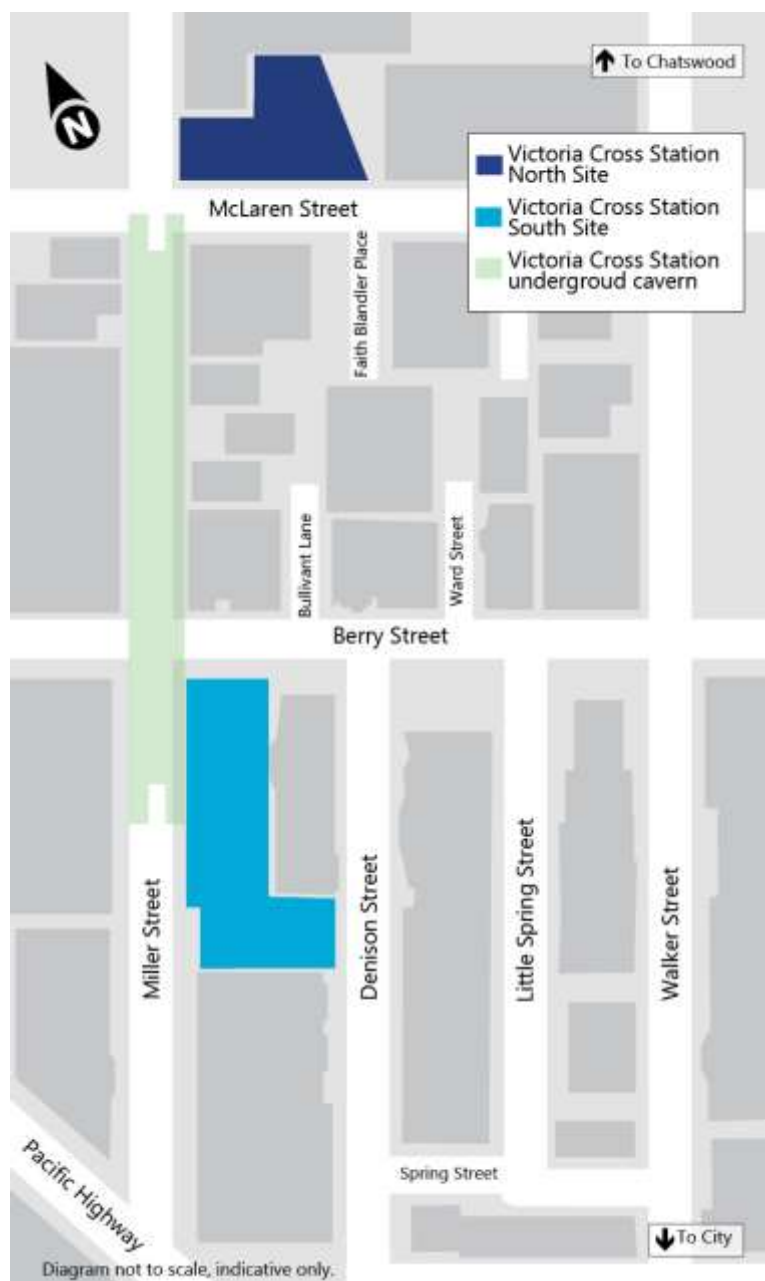 To Chatswood
N
Victoria Cross Station
North Site
Victoria Cross Station
South Site
Victoria Cross Station
undergroud cavern
McLaren Street
Faith Blandler Place
Bullivant Lane
Ward Street
Berry Street
Miller Street
Denison Street
Little Spring Street
Walker Street
Pacific Highway
Spring Street
To City
Diagram not to scale, indicative only.